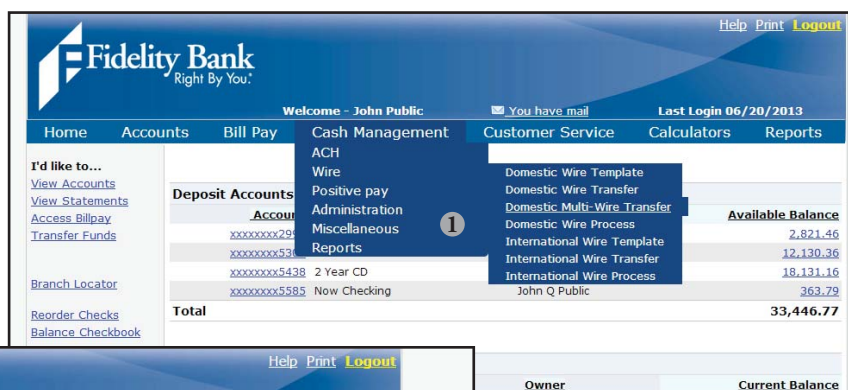 Help Print Logout
Fidelity Bank
Right By You.
Welcome - John Public You have mail Last Login 06/20/2013
Home Accounts Bill Pay Cash Management Customer Service Calculators Reports
I'd like to...
View Accounts
View Statements
Access Billpay
Transfer Funds
Branch Locator
Reorder Checks
Balance Checkbook
ACH
Wire
Positive pay
Administration
Miscellaneous
Reports
1
Domestic Wire Template
Domestic Wire Transfer
Domestic Multi-Wire Transfer
Domestic Wire Process
International Wire Template
International Wire Transfer
International Wire Process
Deposit Accounts
Available Balance
2,821.46
12,130.36
xxxxxxxx5438 2 Year CD 18,131.16
xxxxxxxx5585 Now Checking John Q Public 363.79
Total 33,446.77
Help Print Logout
Owner Current Balance